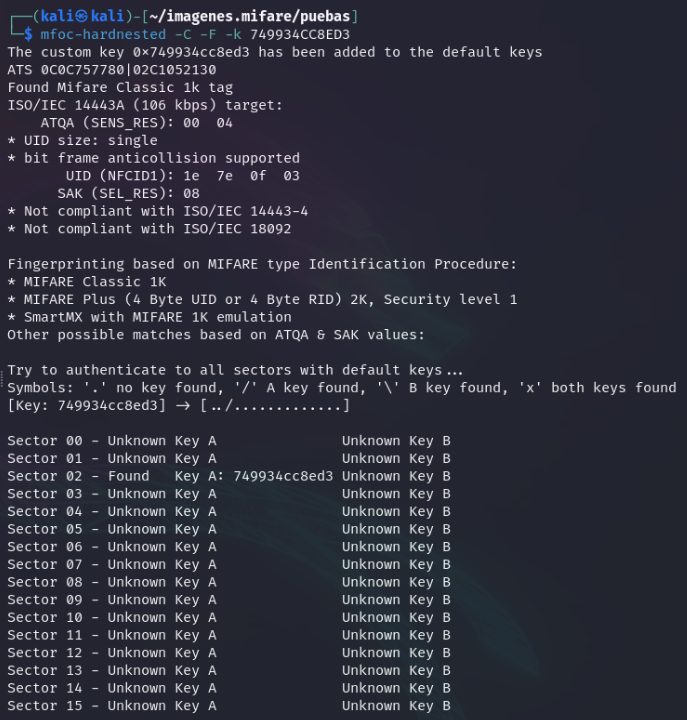 ┌──(kali㉿kali)-[~/imagenes.mifare/puebas]
└─$ mfoc-hardnested -C -F -k 749934CC8ED3
The custom key 0×749934cc8ed3 has been added to the default keys
ATS 0C0C757780|02C1052130
Found Mifare Classic 1k tag
ISO/IEC 14443A (106 kbps) target:
    ATQA (SENS_RES): 00  04
* UID size: single
* bit frame anticollision supported
       UID (NFCID1): 1e  7e  0f  03
      SAK (SEL_RES): 08
* Not compliant with ISO/IEC 14443-4
* Not compliant with ISO/IEC 18092

Fingerprinting based on MIFARE type Identification Procedure:
* MIFARE Classic 1K
* MIFARE Plus (4 Byte UID or 4 Byte RID) 2K, Security level 1
* SmartMX with MIFARE 1K emulation
Other possible matches based on ATQA & SAK values:

Try to authenticate to all sectors with default keys...
Symbols: '.' no key found, '/' A key found, '\' B key found, 'x' both keys found
[Key: 749934cc8ed3] -> [../.............]

Sector 00 - Unknown Key A               Unknown Key B
Sector 01 - Unknown Key A               Unknown Key B
Sector 02 - Found   Key A: 749934cc8ed3 Unknown Key B
Sector 03 - Unknown Key A               Unknown Key B
Sector 04 - Unknown Key A               Unknown Key B
Sector 05 - Unknown Key A               Unknown Key B
Sector 06 - Unknown Key A               Unknown Key B
Sector 07 - Unknown Key A               Unknown Key B
Sector 08 - Unknown Key A               Unknown Key B
Sector 09 - Unknown Key A               Unknown Key B
Sector 10 - Unknown Key A               Unknown Key B
Sector 11 - Unknown Key A               Unknown Key B
Sector 12 - Unknown Key A               Unknown Key B
Sector 13 - Unknown Key A               Unknown Key B
Sector 14 - Unknown Key A               Unknown Key B
Sector 15 - Unknown Key A               Unknown Key B